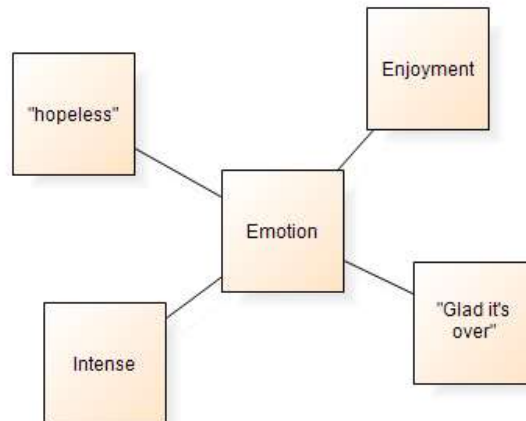 Enjoyment
"hopeless"
Emotion
"Glad it's
over"
Intense